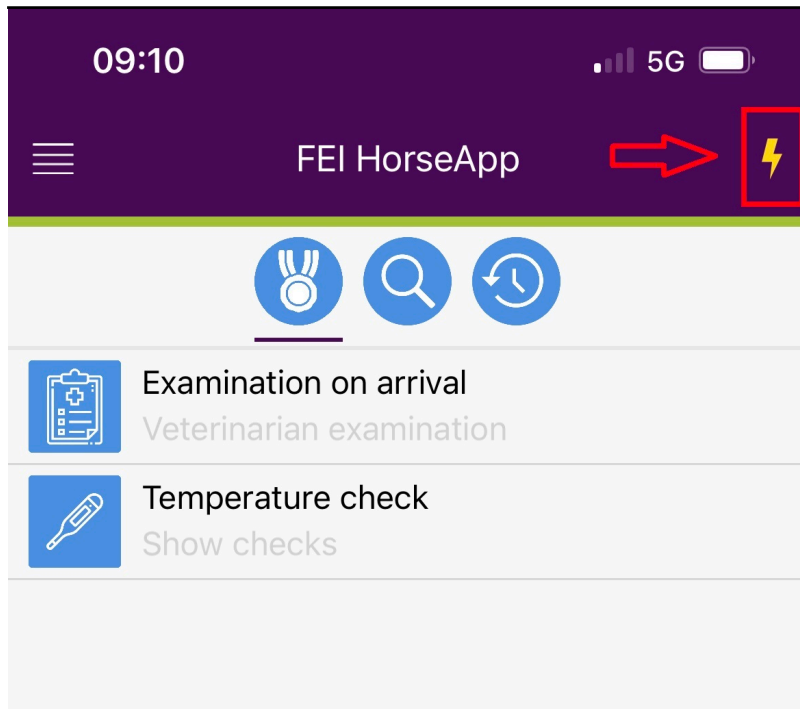 09:10
5G
FEI HorseApp
Examination on arrival
Veterinarian examination
Temperature check
Show checks